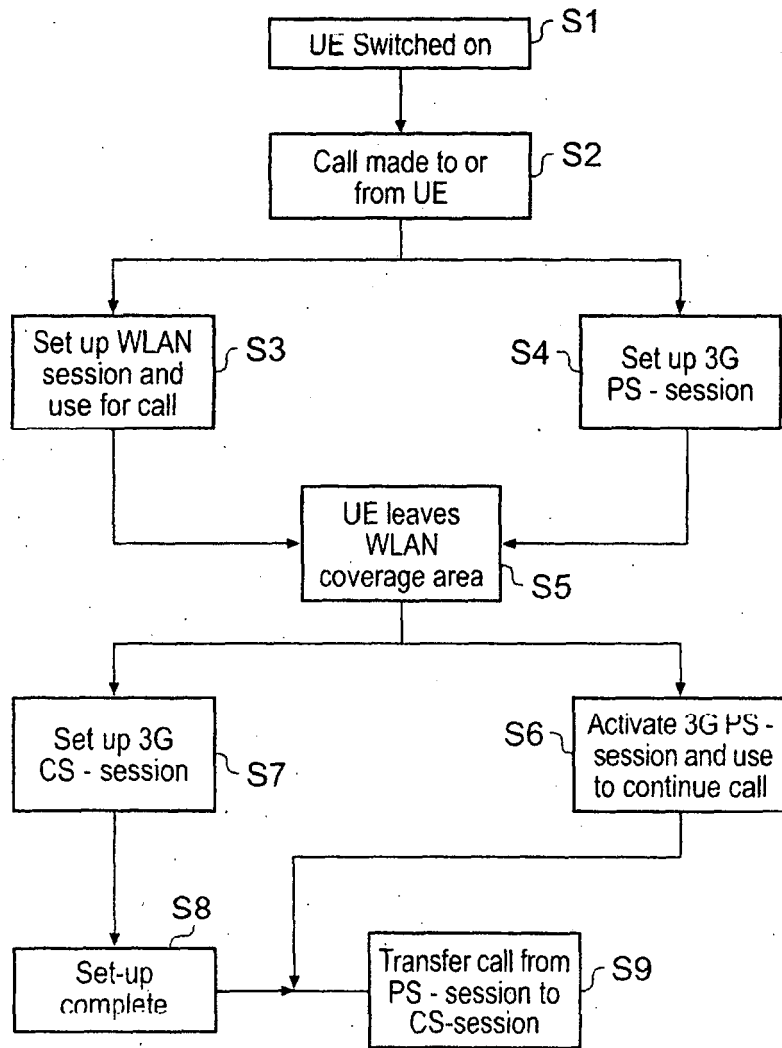 UE Switched on
S1
Call made to or
from UE
S2
Set up WLAN
session and
use for call
S3
S4
Set up 3G
PS - session
UE leaves
WLAN
coverage area
S5
Set up 3G
CS - session
S7
S6
Activate 3G PS -
session and use
to continue call
S8
Set-up
complete
Transfer call from
PS - session to
CS-session
S9